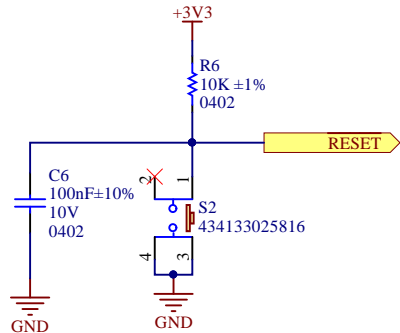 +3V3
R6
10K ±1%
0402
RESET
C6
100nF±10%
10V
0402
2
1
S2
434133025816
4
3
GND
GND